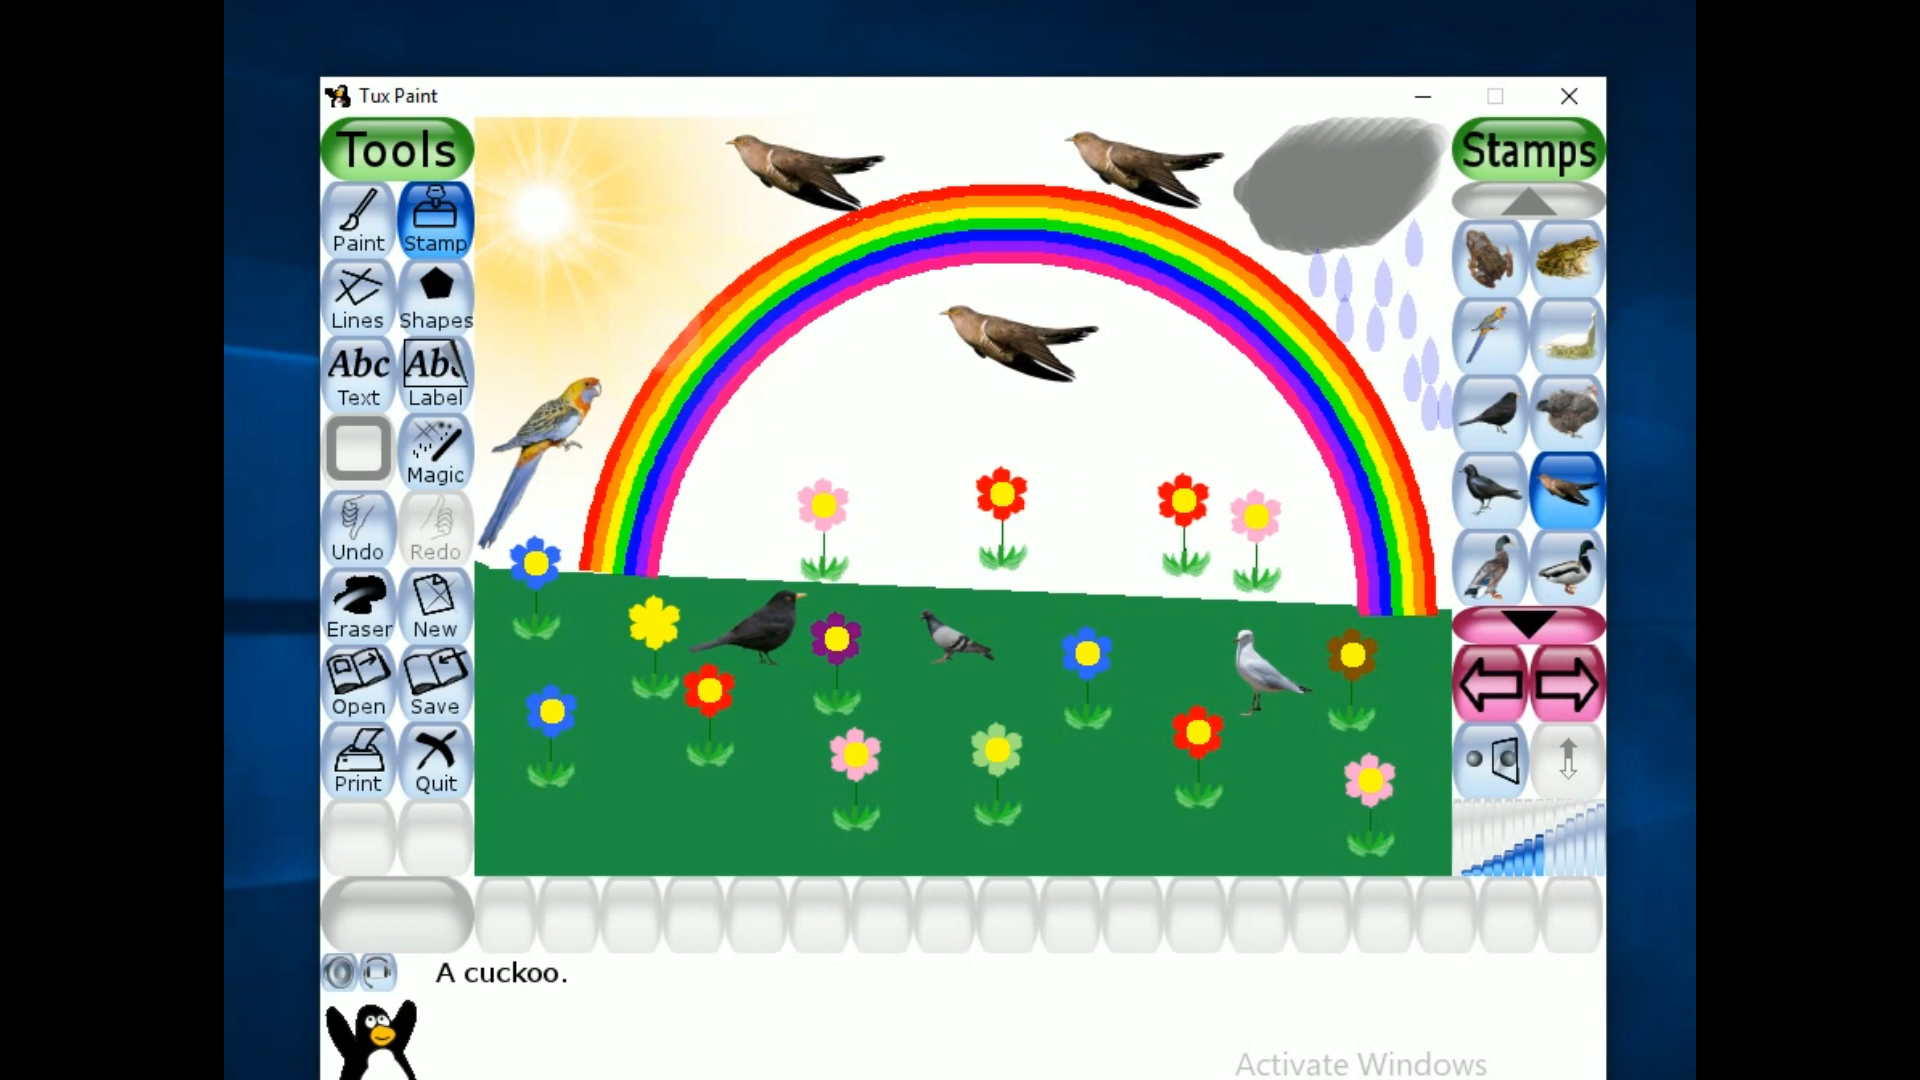 Tux Paint
Tools
Stamps
Paint
Stamp
Lines
Shapes
Abc
Abc
Text
Label
Magic
Undo
Redo
Eraser
New
Open
Save
Print
Quit
A cuckoo.
Activate Windows